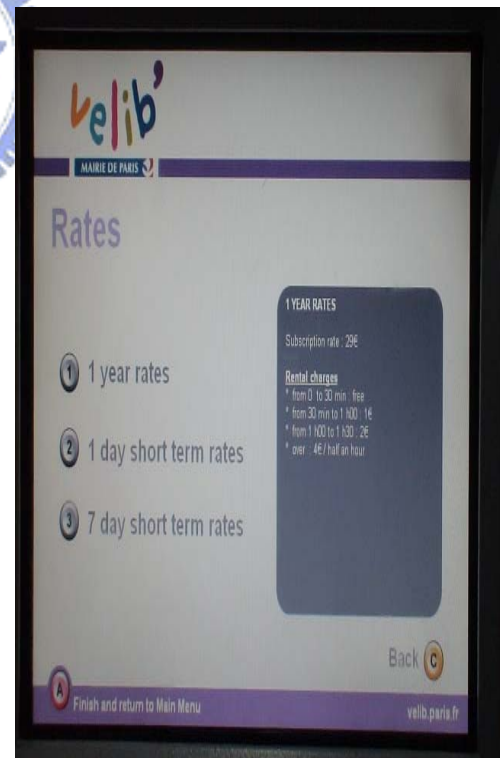 velib'
MAIRIE DE PARIS
Rates
1 1 year rates
2 1 day short term rates
3 7 day short term rates
1 YEAR RATES
Subscription rate : 29€
Rental charges
* from 0 to 30 min : free
* from 30 min to 1 h00 : 1€
* from 1 h00 to 1 h30 : 2€
* over : 4€ / half an hour
Back C
A Finish and return to Main Menu
velib.paris.fr